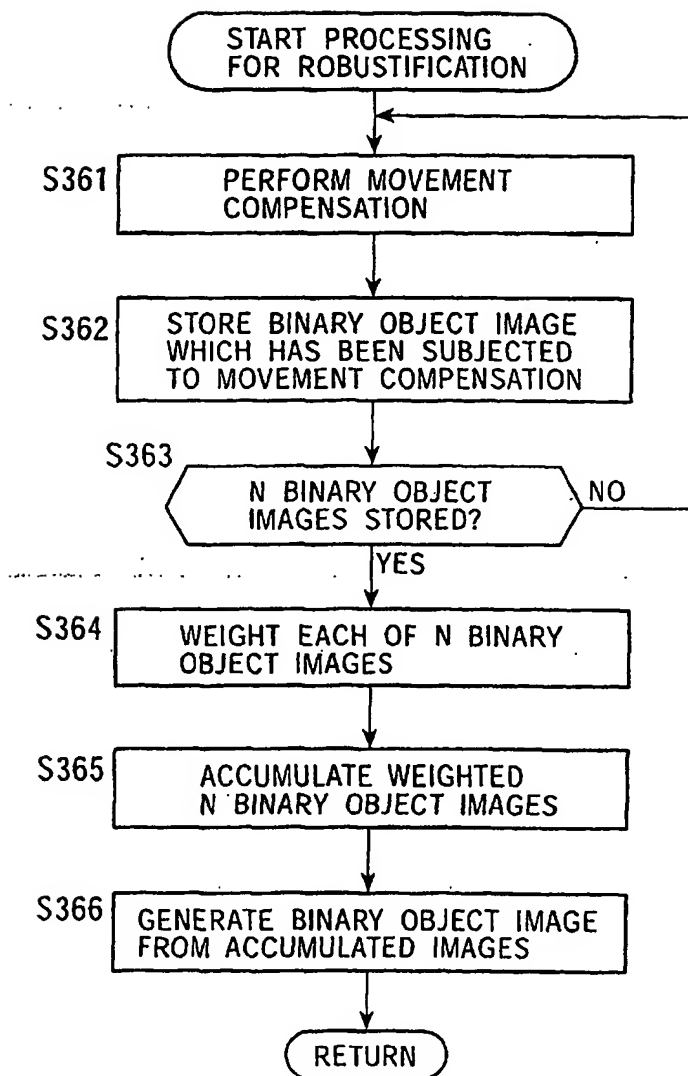 START PROCESSING
FOR ROBUSTIFICATION
S361
PERFORM MOVEMENT
COMPENSATION
S362
STORE BINARY OBJECT IMAGE
WHICH HAS BEEN SUBJECTED
TO MOVEMENT COMPENSATION
S363
N BINARY OBJECT
IMAGES STORED?
NO
YES
S364
WEIGHT EACH OF N BINARY
OBJECT IMAGES
S365
ACCUMULATE WEIGHTED
N BINARY OBJECT IMAGES
S366
GENERATE BINARY OBJECT IMAGE
FROM ACCUMULATED IMAGES
RETURN